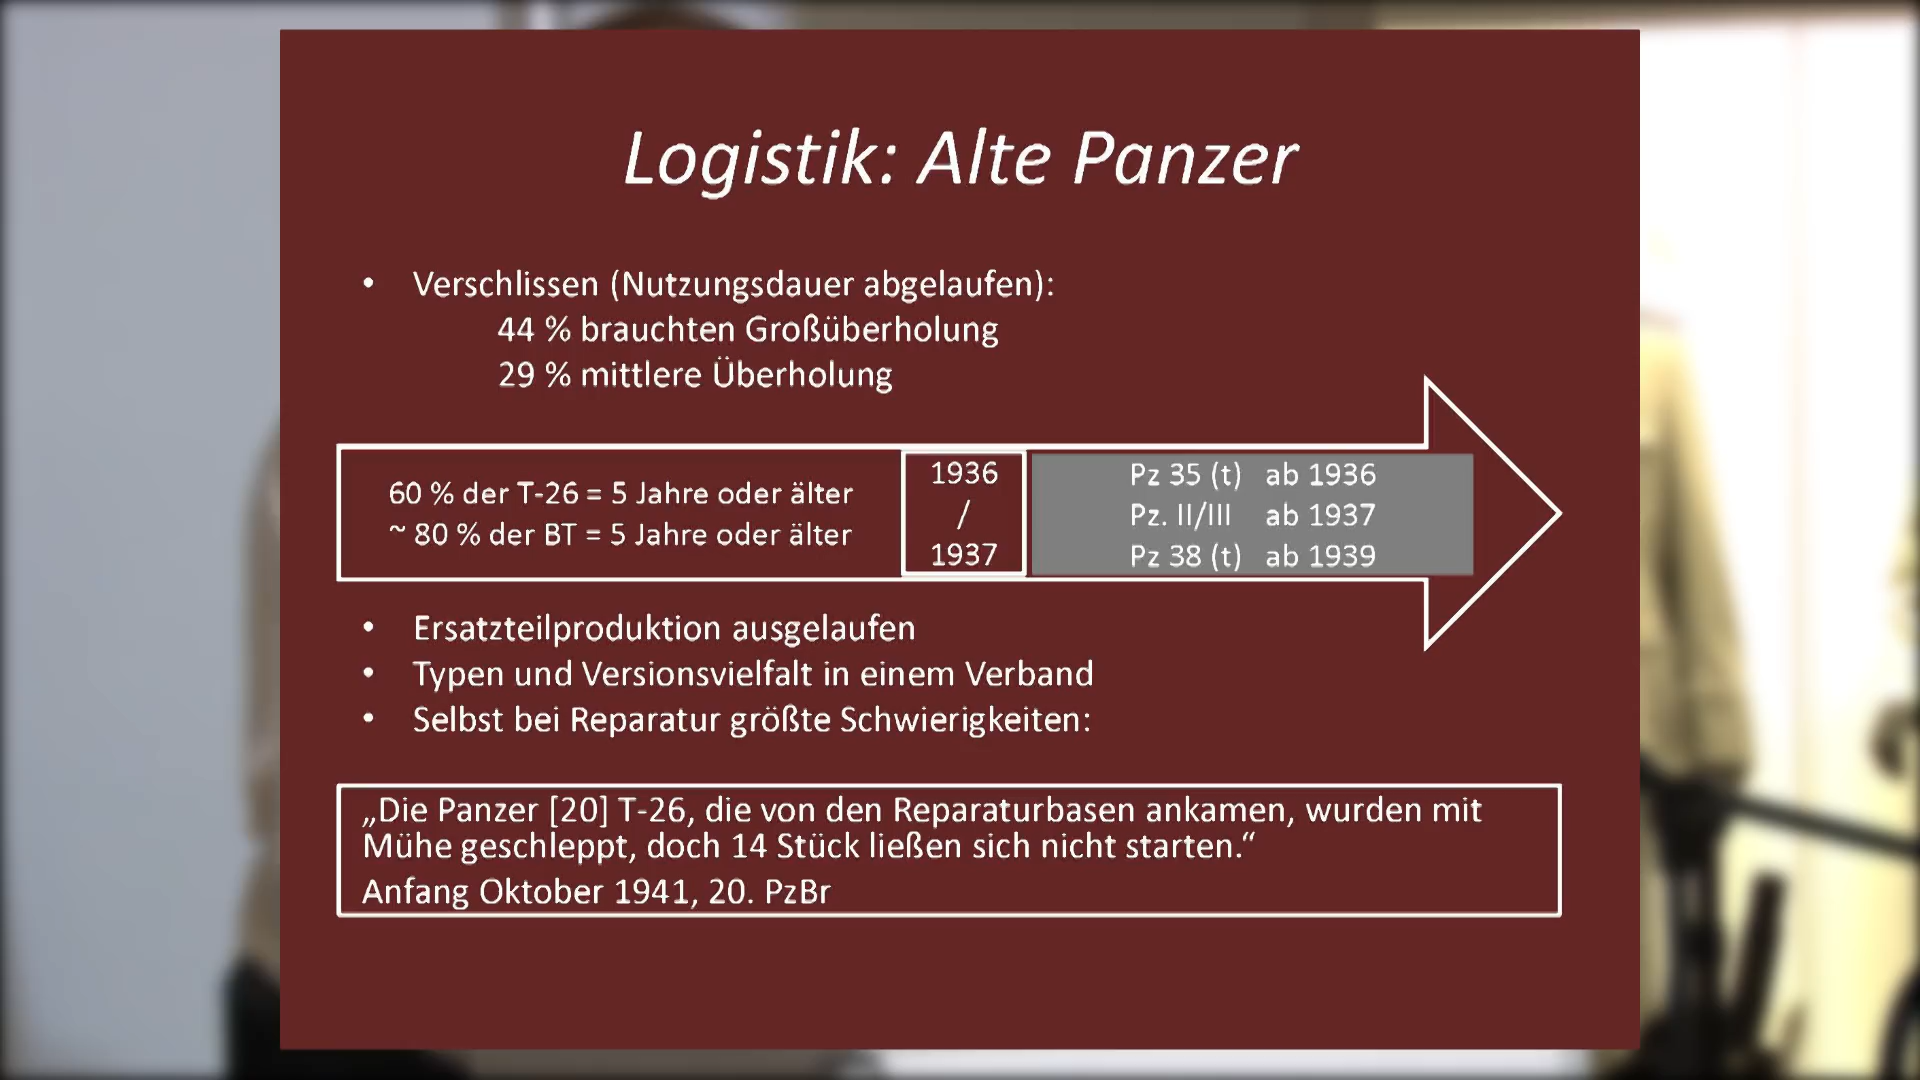 Logistik: Alte Panzer
• Verschlissen (Nutzungsdauer abgelaufen):
44 % brauchten Großüberholung
29 % mittlere Überholung
60 % der T-26 = 5 Jahre oder älter
~ 80 % der BT = 5 Jahre oder älter
1936
/
1937
Pz 35 (t) ab 1936
Pz. II/III ab 1937
Pz 38 (t) ab 1939
• Ersatzteilproduktion ausgelaufen
• Typen und Versionsvielfalt in einem Verband
• Selbst bei Reparatur größte Schwierigkeiten:
„Die Panzer [20] T-26, die von den Reparaturbasen ankamen, wurden mit
Mühe geschleppt, doch 14 Stück ließen sich nicht starten.“
Anfang Oktober 1941, 20. PzBr